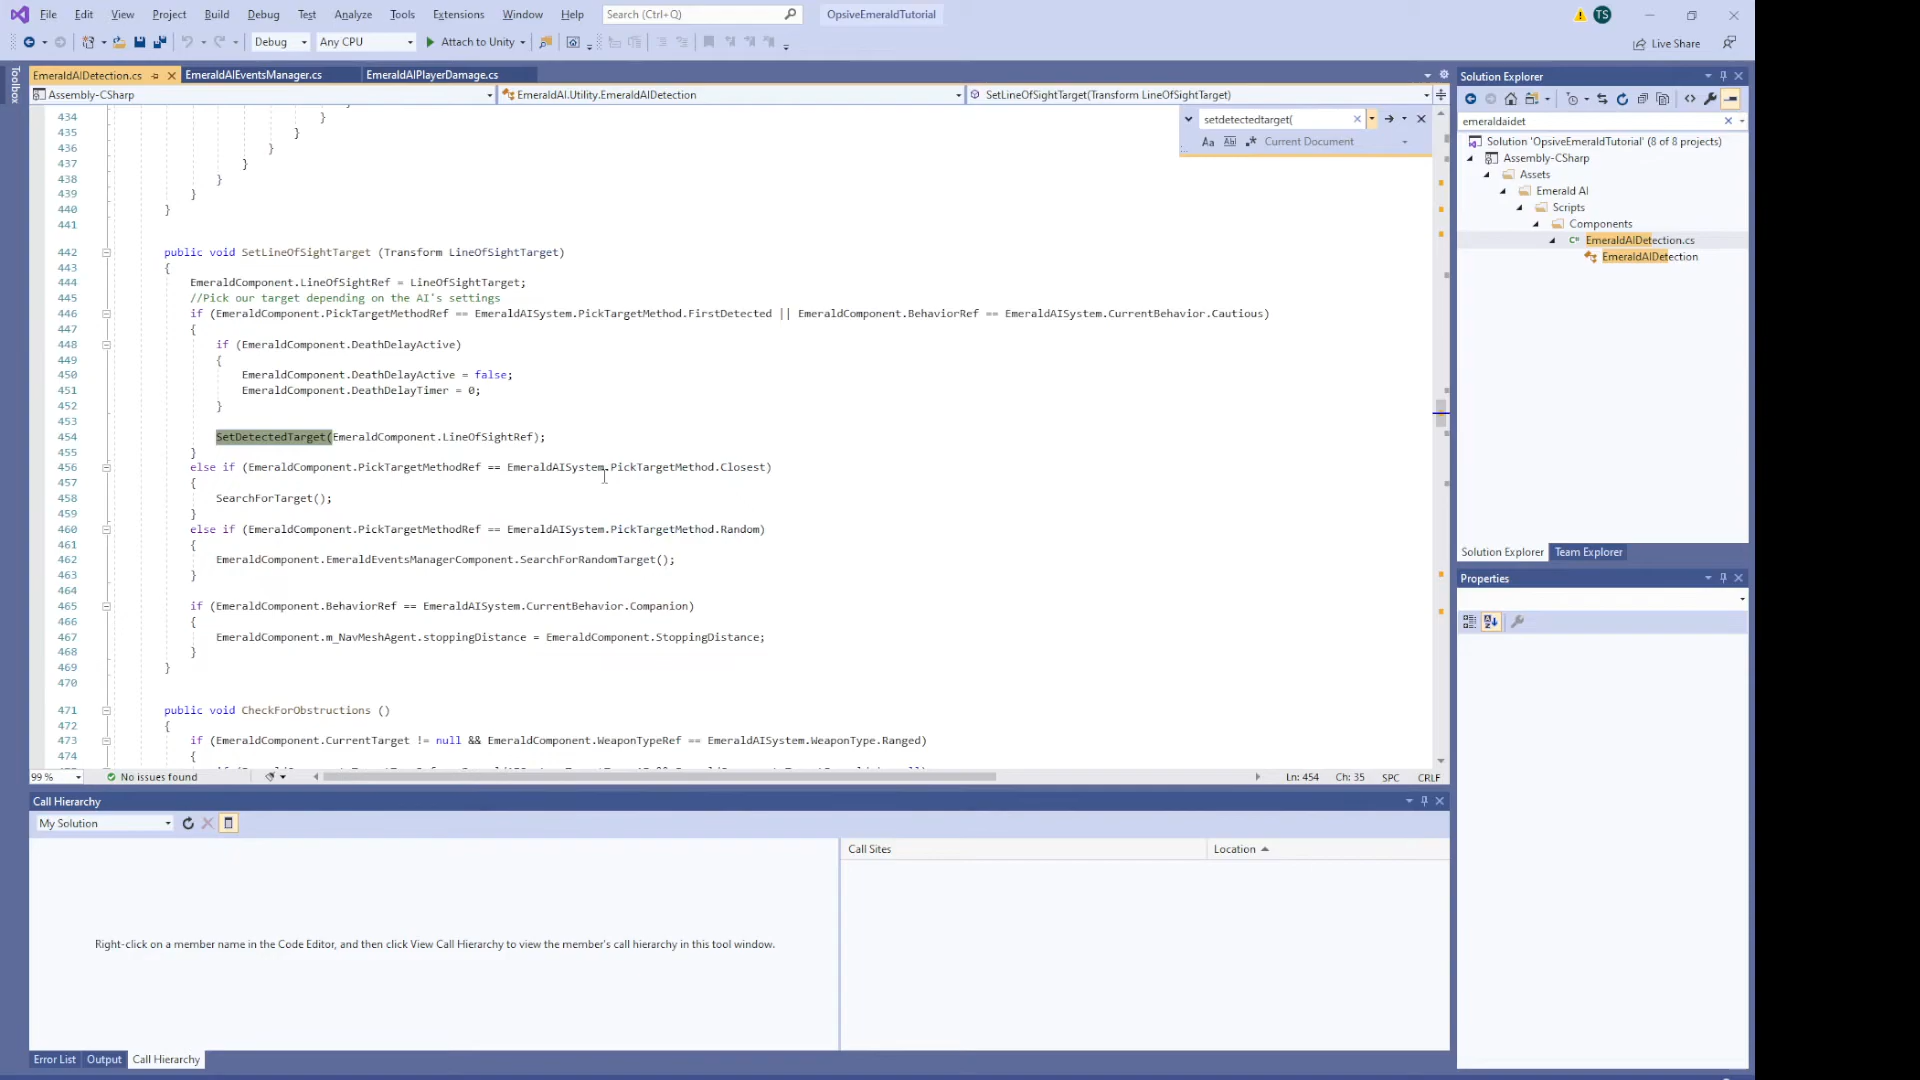 File Edit View Project Build Debug Test Analyze Tools Extensions Window Help Search (Ctrl+Q) OpsiveEmeraldTutorial TS
Debug Any CPU Attach to Unity Live Share
Toolbox
EmeraldAIDetection.cs EmeraldAIEventsManager.cs EmeraldAIPlayerDamage.cs
Assembly-CSharp EmeraldAI.Utility.EmeraldAIDetection SetLineOfSightTarget(Transform LineOfSightTarget)
setdetectedtarget(
Aa Current Document
434 }
435 }
436 }
437 }
438 }
439 }
440 }
441
442 public void SetLineOfSightTarget (Transform LineOfSightTarget)
443 {
444 EmeraldComponent.LineOfSightRef = LineOfSightTarget;
445 //Pick our target depending on the AI's settings
446 if (EmeraldComponent.PickTargetMethodRef == EmeraldAISystem.PickTargetMethod.FirstDetected || EmeraldComponent.BehaviorRef == EmeraldAISystem.CurrentBehavior.Cautious)
447 {
448 if (EmeraldComponent.DeathDelayActive)
449 {
450 EmeraldComponent.DeathDelayActive = false;
451 EmeraldComponent.DeathDelayTimer = 0;
452 }
453
454 SetDetectedTarget(EmeraldComponent.LineOfSightRef);
455 }
456 else if (EmeraldComponent.PickTargetMethodRef == EmeraldAISystem.PickTargetMethod.Closest)
457 {
458 SearchForTarget();
459 }
460 else if (EmeraldComponent.PickTargetMethodRef == EmeraldAISystem.PickTargetMethod.Random)
461 {
462 EmeraldComponent.EmeraldEventsManagerComponent.SearchForRandomTarget();
463 }
464
465 if (EmeraldComponent.BehaviorRef == EmeraldAISystem.CurrentBehavior.Companion)
466 {
467 EmeraldComponent.m_NavMeshAgent.stoppingDistance = EmeraldComponent.StoppingDistance;
468 }
469 }
470
471 public void CheckForObstructions ()
472 {
473 if (EmeraldComponent.CurrentTarget != null && EmeraldComponent.WeaponTypeRef == EmeraldAISystem.WeaponType.Ranged)
474 {
99 % No issues found Ln: 454 Ch: 35 SPC CRLF
Call Hierarchy
My Solution
Call Sites Location
Right-click on a member name in the Code Editor, and then click View Call Hierarchy to view the member's call hierarchy in this tool window.
Error List Output Call Hierarchy
Solution Explorer
emeraldaidet
Solution 'OpsiveEmeraldTutorial' (8 of 8 projects)
Assembly-CSharp
Assets
Emerald AI
Scripts
Components
C# EmeraldAIDetection.cs
EmeraldAIDetection
Solution Explorer Team Explorer
Properties